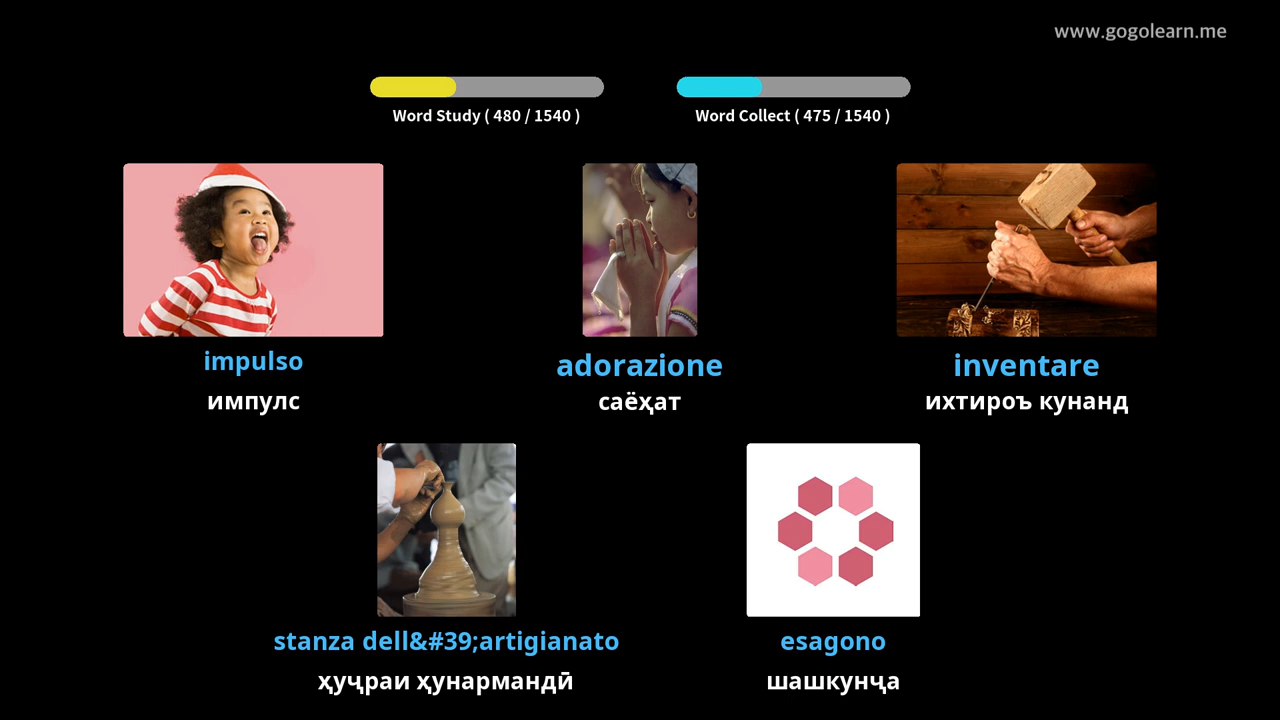 www.gogolearn.me
Word Study ( 480 / 1540 )
Word Collect ( 475 / 1540 )
impulso
импулс
adorazione
саёҳат
inventare
ихтироъ кунанд
stanza dell&#39;artigianato
ҳуҷраи ҳунармандӣ
esagono
шашкунҷа